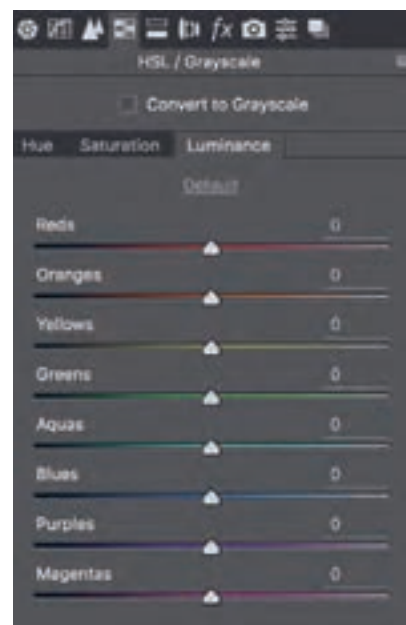 fx
HSL / Grayscale
Convert to Grayscale
Hue Saturation Luminance
Default
Reds 0
Oranges 0
Yellows 0
Greens 0
Aquas 0
Blues 0
Purples 0
Magentas 0